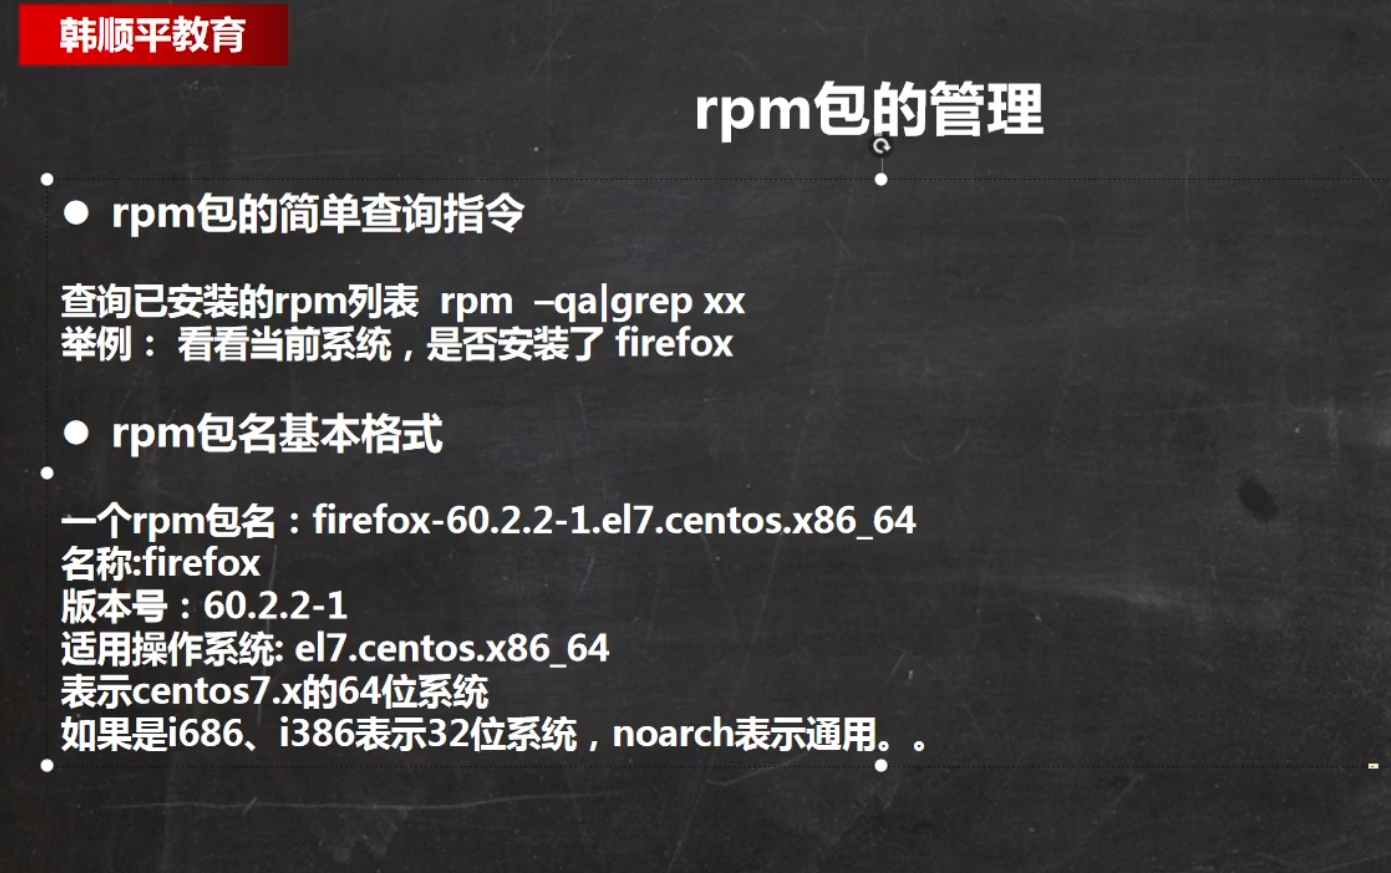 韩顺平教育
rpm包的管理
● rpm包的简单查询指令
查询已安装的rpm列表 rpm –qa|grep xx
举例： 看看当前系统，是否安装了 firefox
● rpm包名基本格式
一个rpm包名：firefox-60.2.2-1.el7.centos.x86_64
名称:firefox
版本号：60.2.2-1
适用操作系统: el7.centos.x86_64
表示centos7.x的64位系统
如果是i686、i386表示32位系统，noarch表示通用。。